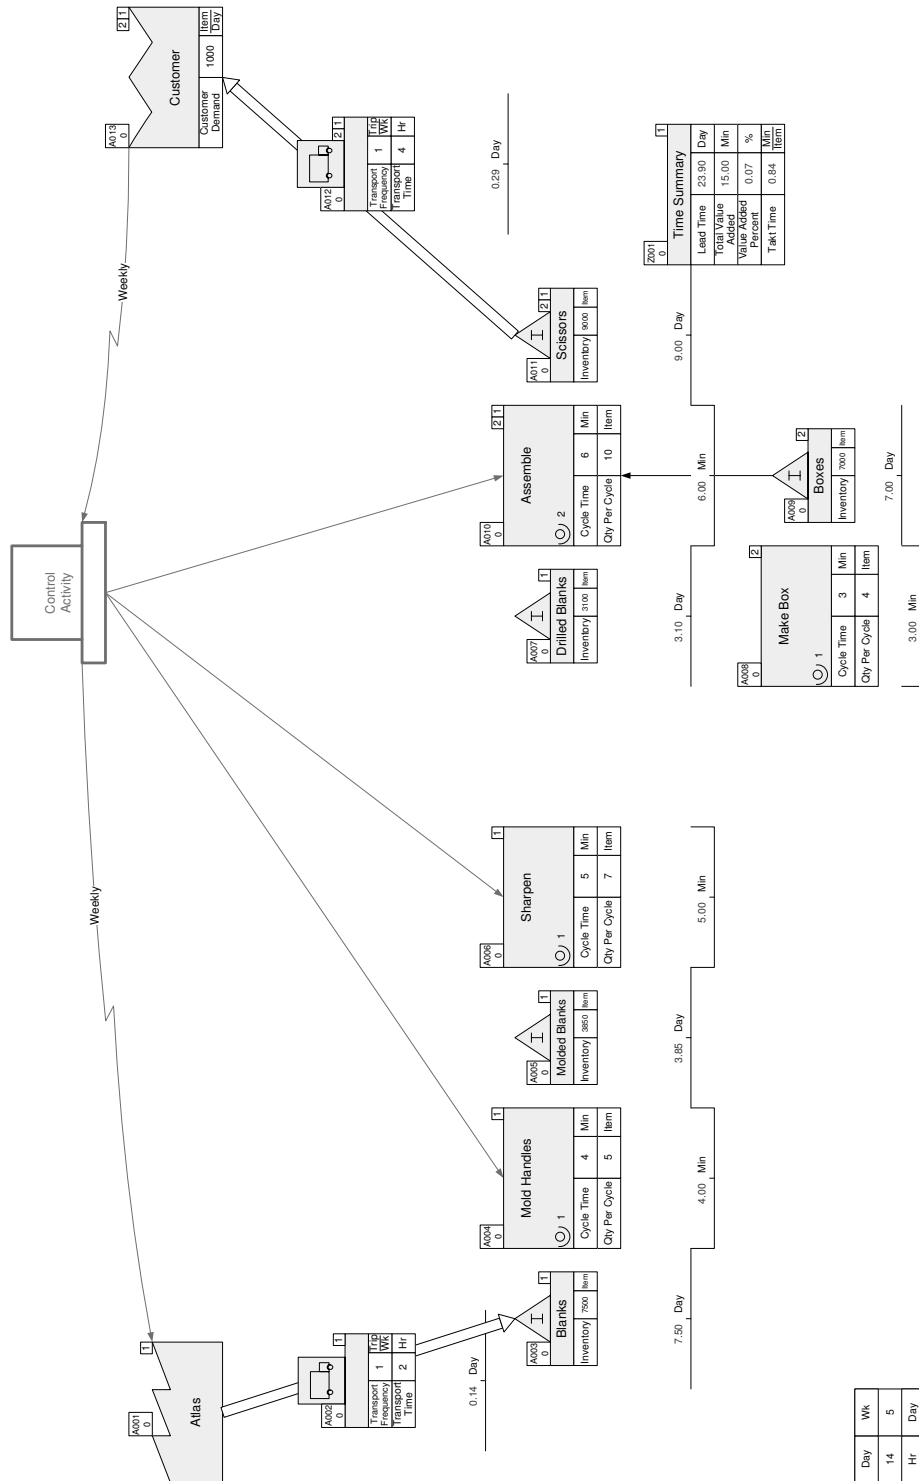 Control
Activity
Weekly
Weekly
A001
0
1
Atlas
A002
0
1
Transport
Frequency
1
Trip
Wk
Transport
Time
2
Hr
0.14 Day
A003
0
1
I
Blanks
Inventory
7500
Item
A004
0
1
Mold Handles
1
Cycle Time
4
Min
Qty Per Cycle
5
Item
A005
0
1
I
Molded Blanks
Inventory
3850
Item
A006
0
1
Sharpen
1
Cycle Time
5
Min
Qty Per Cycle
7
Item
A007
0
1
I
Drilled Blanks
Inventory
3100
Item
A010
0
2 1
Assemble
2
Cycle Time
6
Min
Qty Per Cycle
10
Item
A011
0
2 1
I
Scissors
Inventory
9000
Item
A012
0
2 1
Transport
Frequency
1
Trip
Wk
Transport
Time
4
Hr
0.29 Day
A013
0
2 1
Customer
Customer
Demand
1000
Item
Day
7.50 Day
4.00 Min
3.85 Day
5.00 Min
3.10 Day
6.00 Min
9.00 Day
Z001
0
1
Time Summary
Lead Time
23.90
Day
Total Value
Added
15.00
Min
Value Added
Percent
0.07
%
Takt Time
0.84
Min
Item
A008
0
2
Make Box
1
Cycle Time
3
Min
Qty Per Cycle
4
Item
A009
0
2
I
Boxes
Inventory
7000
Item
3.00 Min
7.00 Day
Day
Wk
14
5
Hr
Day